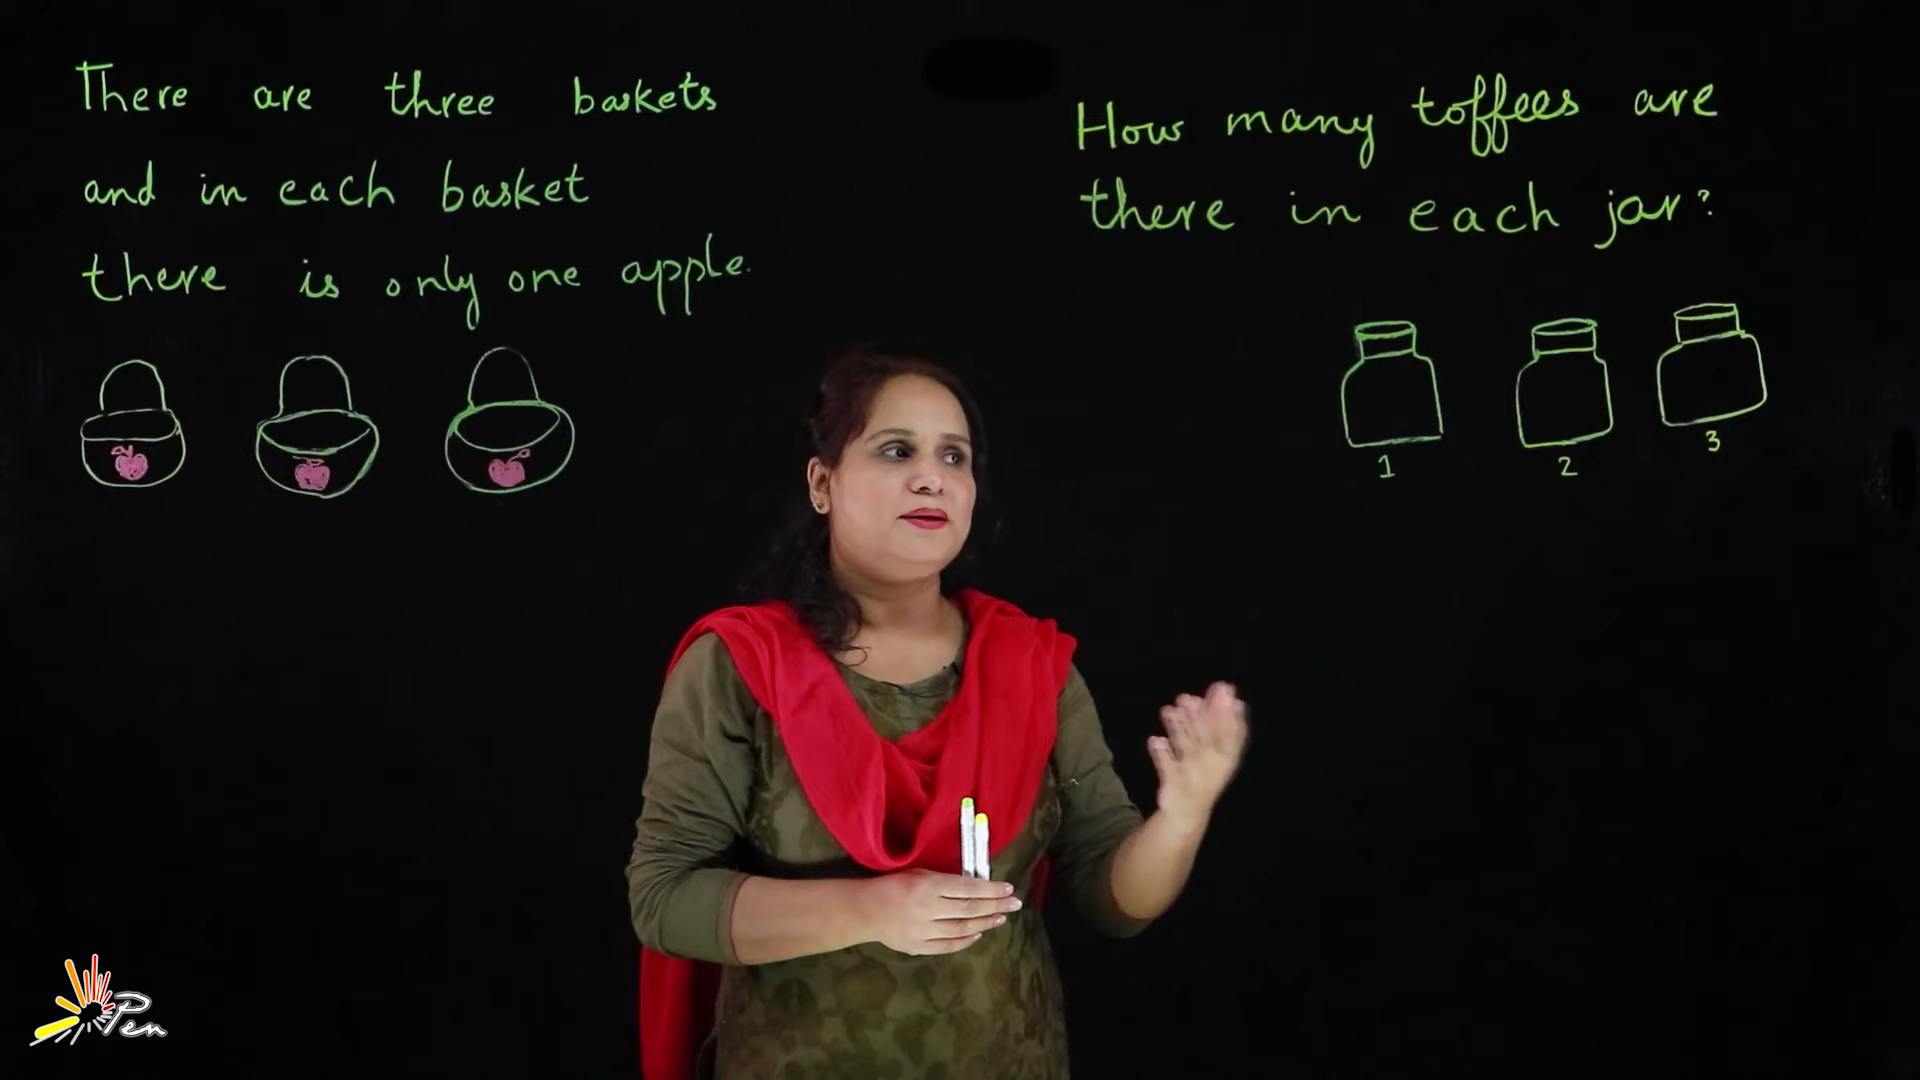 There are three baskets
and in each basket
there is only one apple.
How many toffees are
there in each jar?
1 2 3
Pen